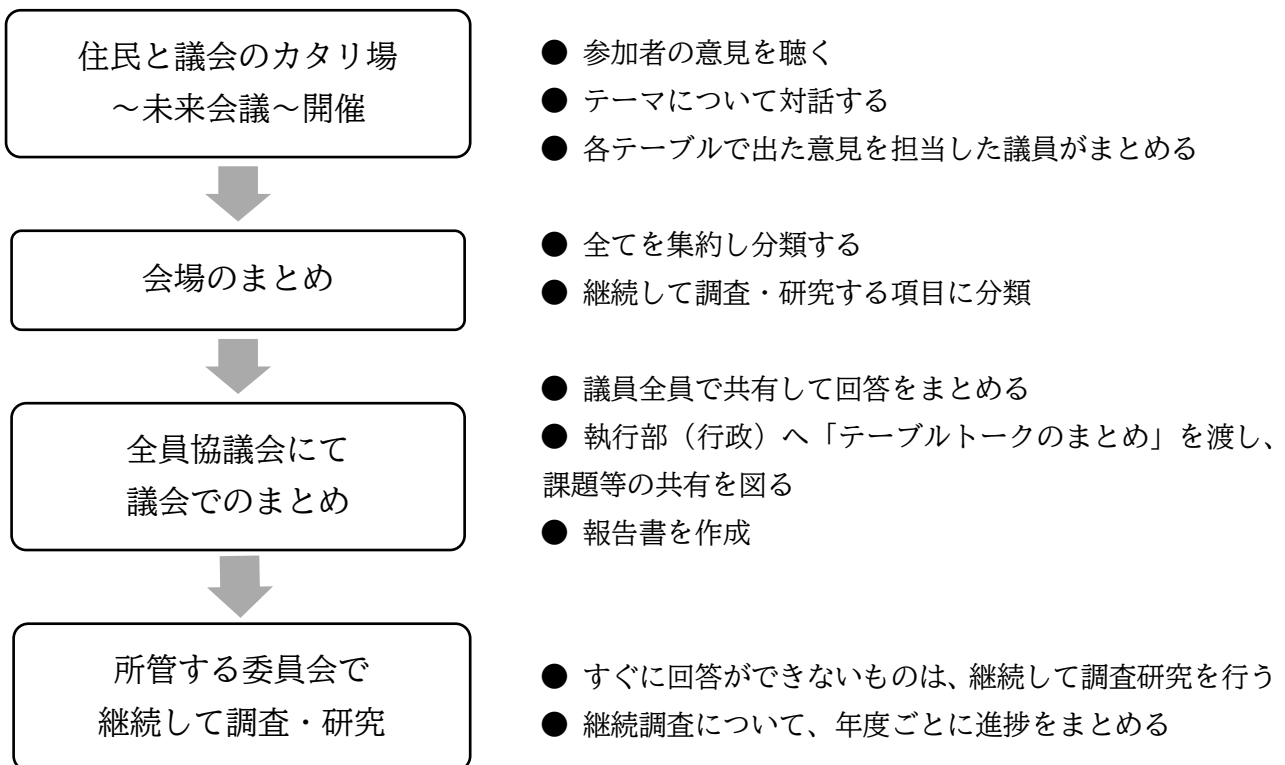 住民と議会のカタリ場
～未来会議～開催
● 参加者の意見を聴く
● テーマについて対話する
● 各テーブルで出た意見を担当した議員がまとめる
会場のまとめ
● 全てを集約し分類する
● 継続して調査・研究する項目に分類
全員協議会にて
議会でのまとめ
● 議員全員で共有して回答をまとめる
● 執行部（行政）へ「テーブルトークのまとめ」を渡し、
課題等の共有を図る
● 報告書を作成
所管する委員会で
継続して調査・研究
● すぐに回答ができないものは、継続して調査研究を行う
● 継続調査について、年度ごとに進捗をまとめる